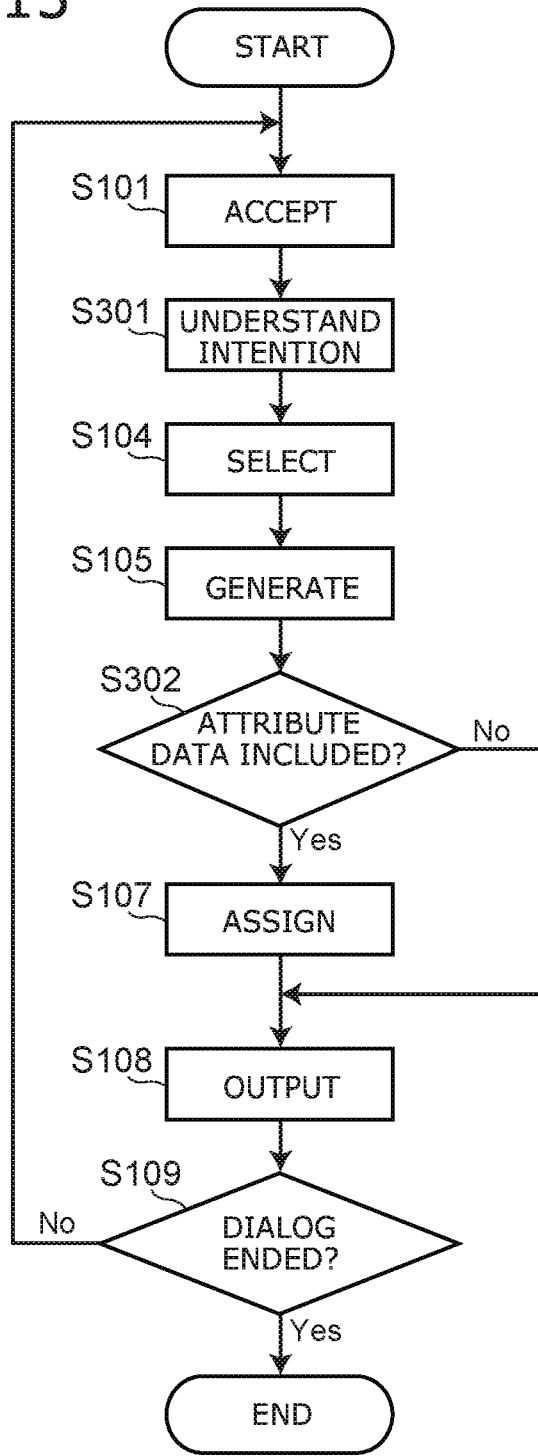 13
START
S101
ACCEPT
S301
UNDERSTAND
INTENTION
S104
SELECT
S105
GENERATE
S302
ATTRIBUTE
DATA INCLUDED?
No
Yes
S107
ASSIGN
S108
OUTPUT
S109
DIALOG
ENDED?
No
Yes
END